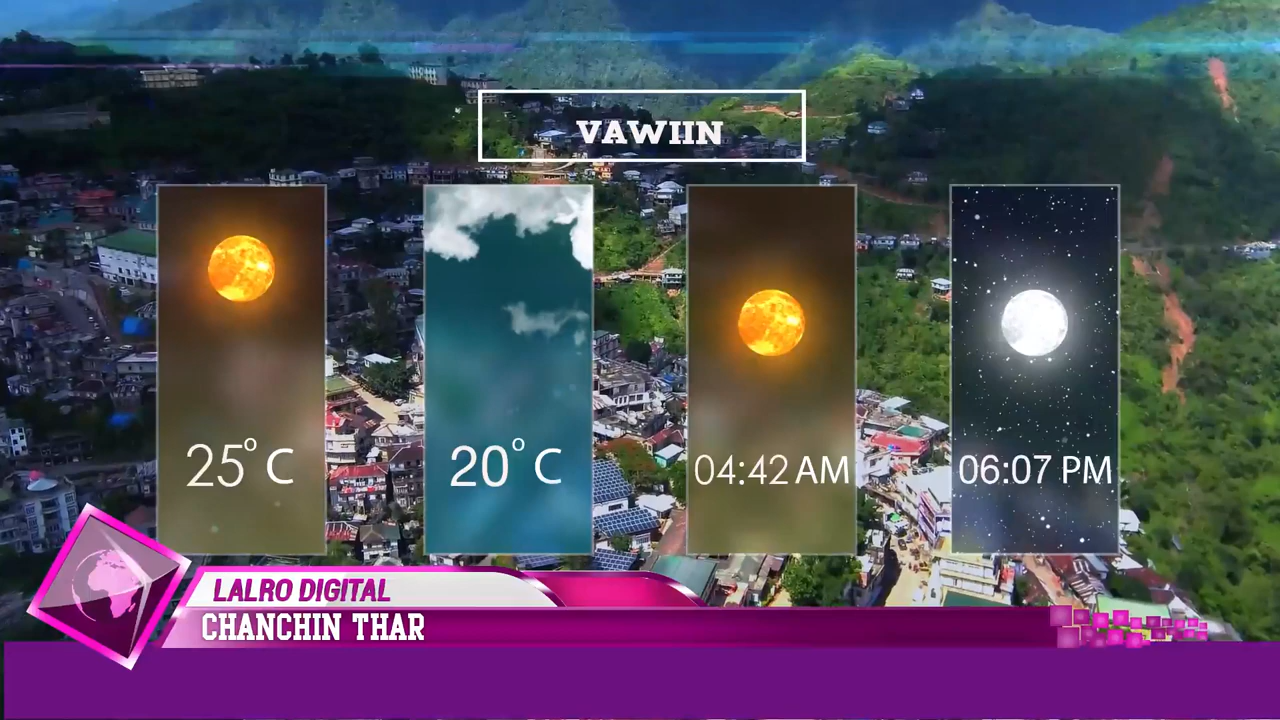 VAWIIN
25° C
20° C
04:42 AM
06:07 PM
LALRO DIGITAL
CHANCHIN THAR